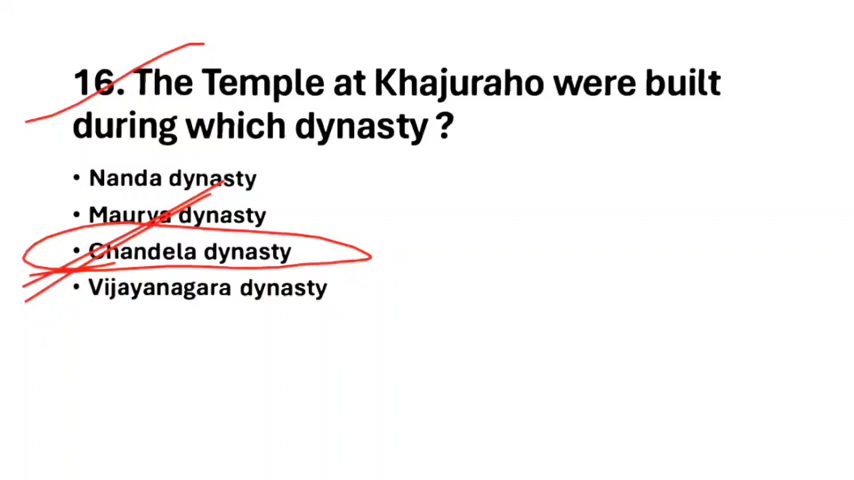 16. The Temple at Khajuraho were built
during which dynasty ?
• Nanda dynasty
• Maurya dynasty
• Chandela dynasty
• Vijayanagara dynasty